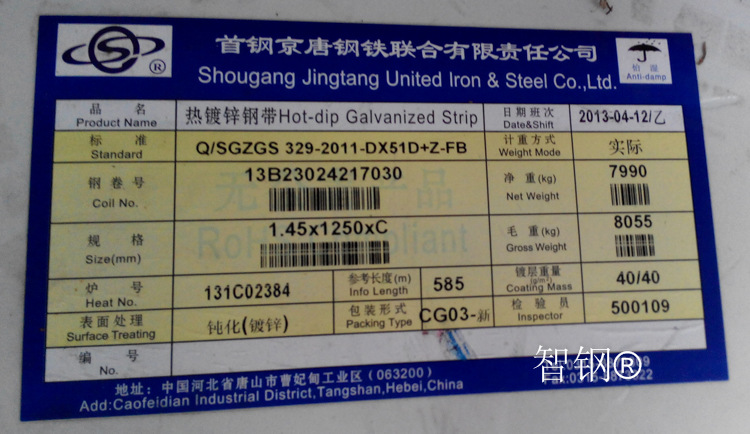 首钢京唐钢铁联合有限责任公司
Shougang Jingtang United Iron & Steel Co.,Ltd.
怕湿
Anti-damp
S®
品名 热镀锌钢带Hot-dip Galvanized Strip 日期班次 2013-04-12/乙
Product Name Date&Shift
标准 Q/SGZGS 329-2011-DX51D+Z-FB 计重方式 实际
Standard Weight Mode
钢卷号 13B23024217030 净重(kg) 7990
Coil No. Net Weight
规格 1.45x1250xC 毛重(kg) 8055
Size(mm) Gross Weight
RoHS Compliant
炉号 131C02384 参考长度(m) 585 镀层重量 40/40
Heat No. Info Length (g/m²) Coating Mass
表面处理 钝化(镀锌) 包装形式 CG03-新 检验员 500109
Surface Treating Packing Type Inspector
编号
No.
智钢®
地址：中国河北省唐山市曹妃甸工业区(063200)
Add:Caofeidian Industrial District,Tangshan,Hebei,China